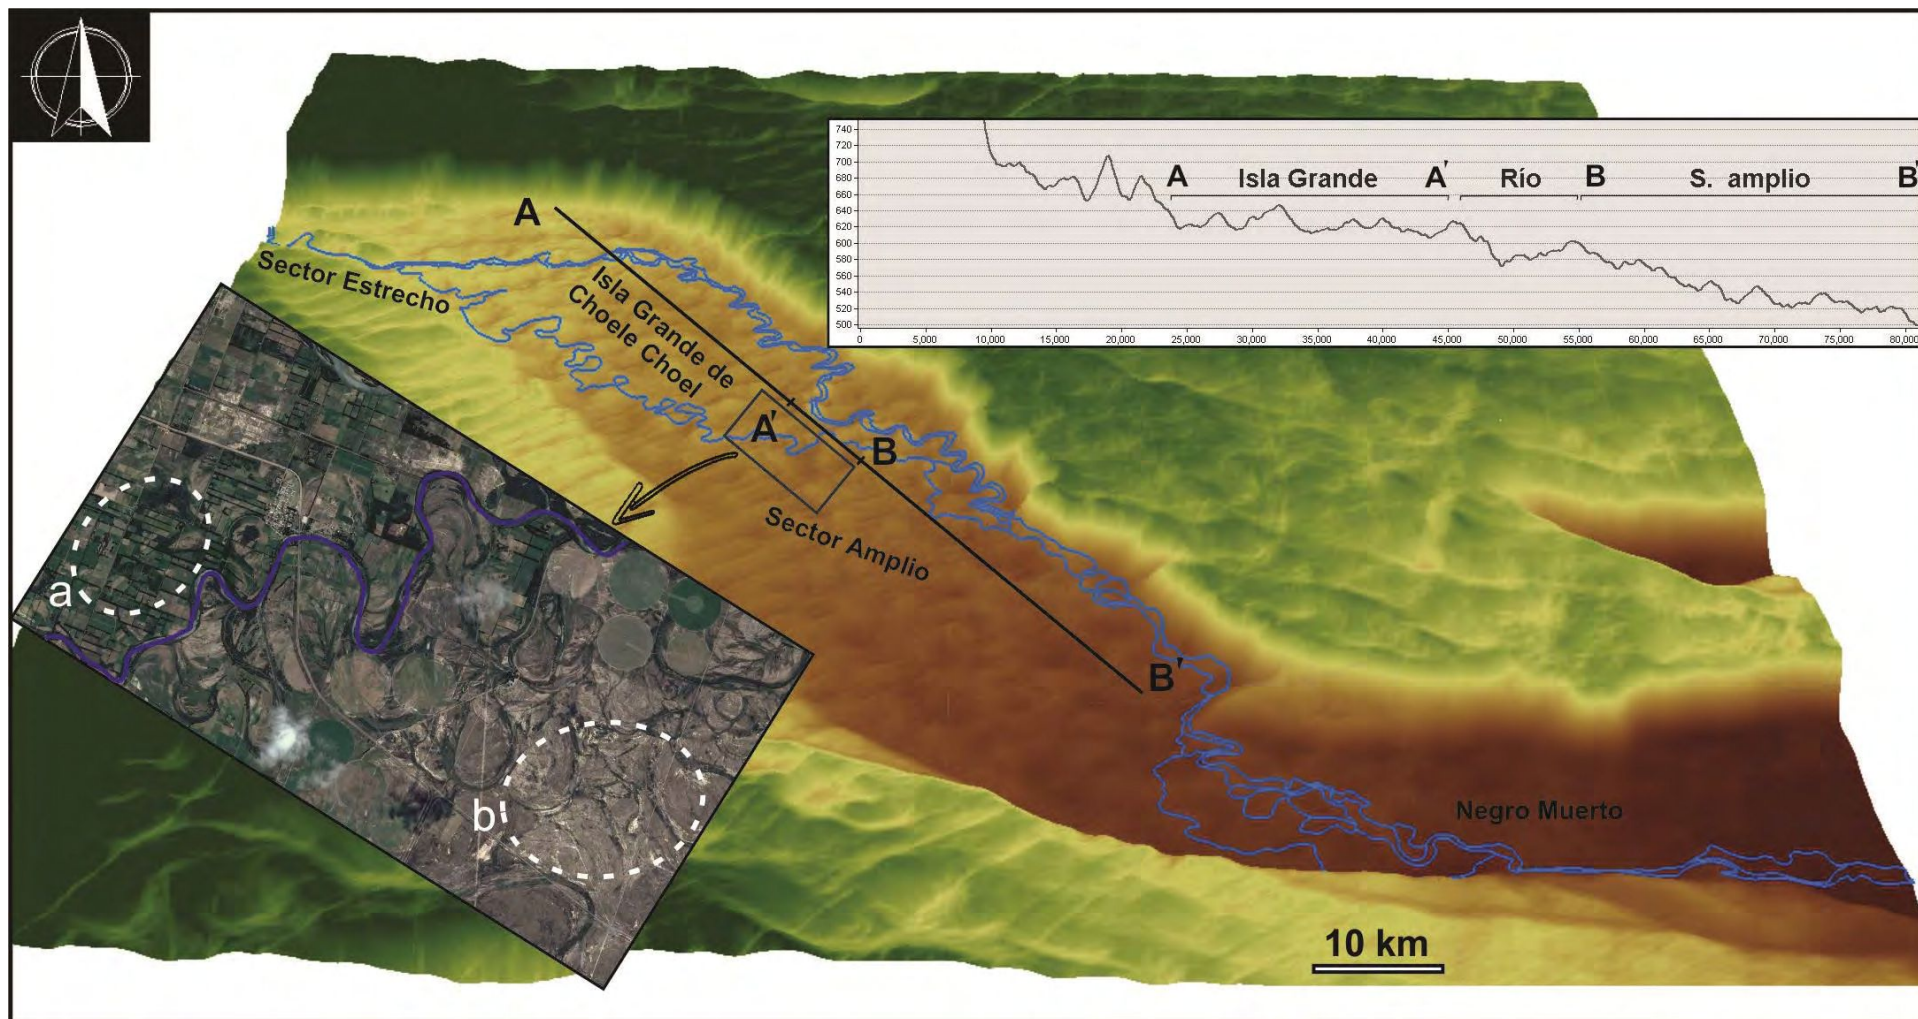 740
720
700
680
660
640
620
600
580
560
540
520
500
A Isla Grande A' Río B S. amplio B'
0 5,000 10,000 15,000 20,000 25,000 30,000 35,000 40,000 45,000 50,000 55,000 60,000 65,000 70,000 75,000 80,000
A
Sector Estrecho
Isla Grande de
Choele Choel
A'
B
Sector Amplio
B'
a
b
Negro Muerto
10 km